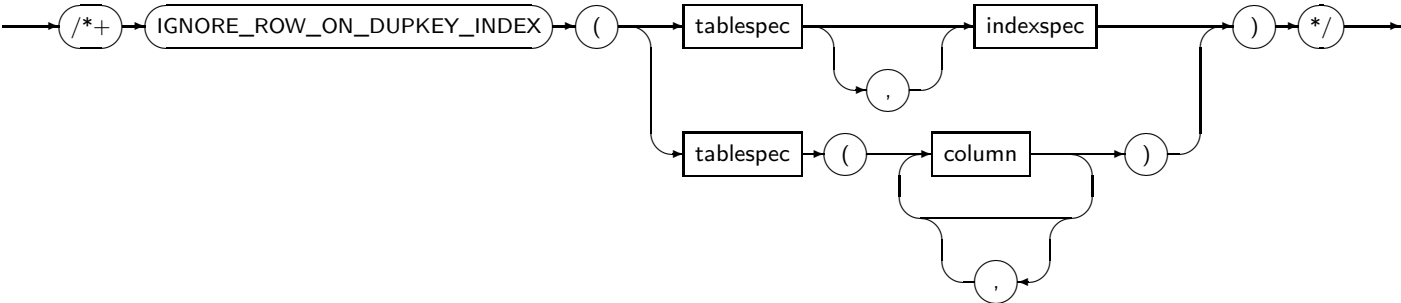 /*+ IGNORE_ROW_ON_DUPKEY_INDEX ( tablespec indexspec ) */
,
tablespec ( column )
,